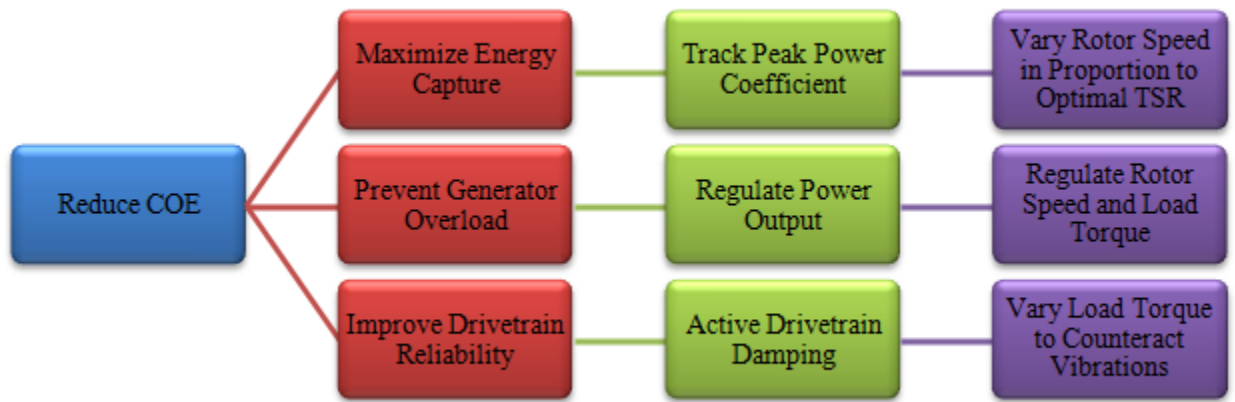 Reduce COE
Maximize Energy
Capture
Track Peak Power
Coefficient
Vary Rotor Speed
in Proportion to
Optimal TSR
Prevent Generator
Overload
Regulate Power
Output
Regulate Rotor
Speed and Load
Torque
Improve Drivetrain
Reliability
Active Drivetrain
Damping
Vary Load Torque
to Counteract
Vibrations